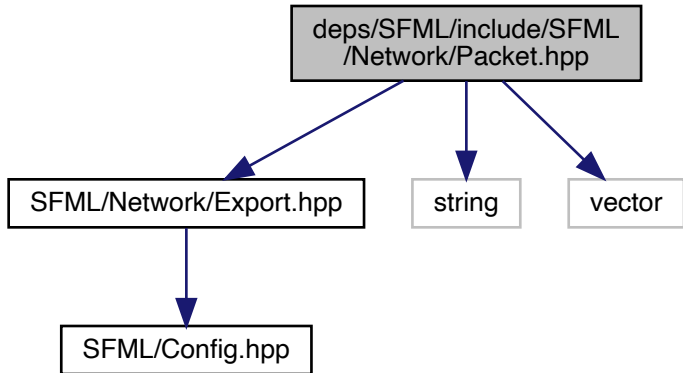 deps/SFML/include/SFML
/Network/Packet.hpp
SFML/Network/Export.hpp
string
vector
SFML/Config.hpp